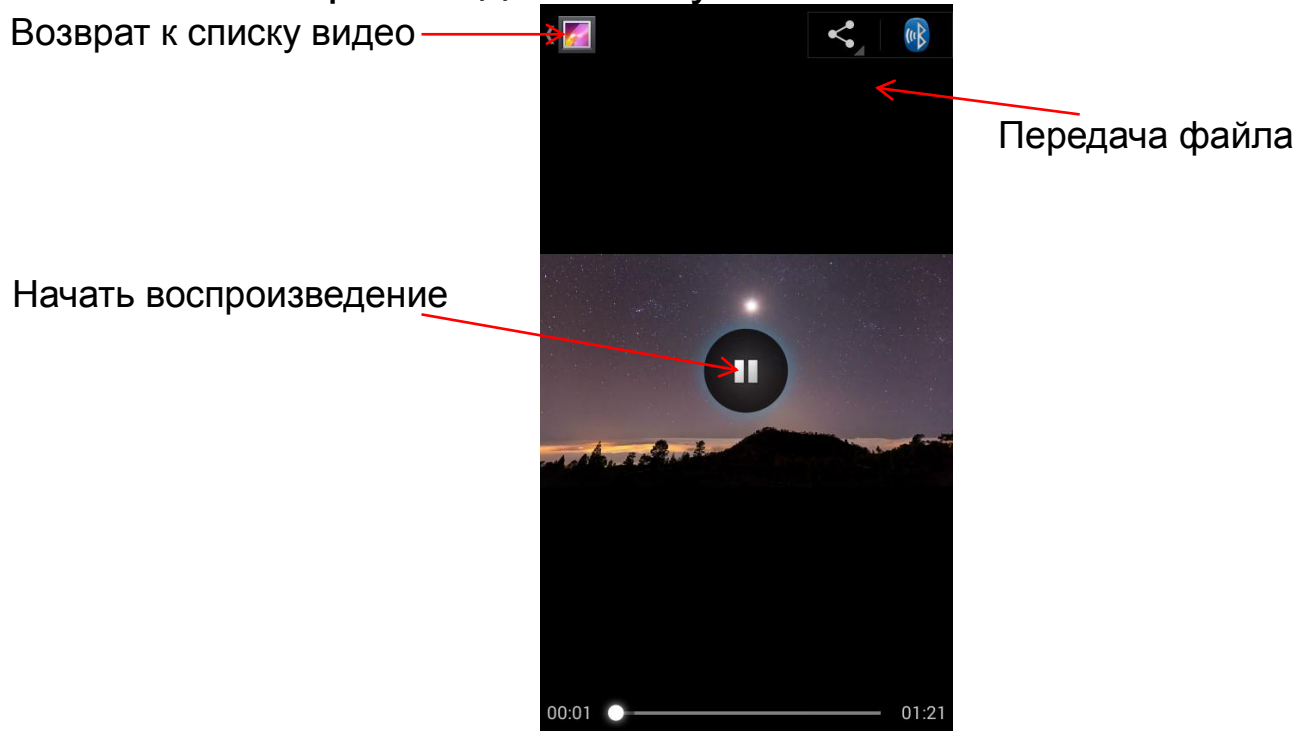 Возврат к списку видео
Передача файла
Начать воспроизведение
00:01 01:21